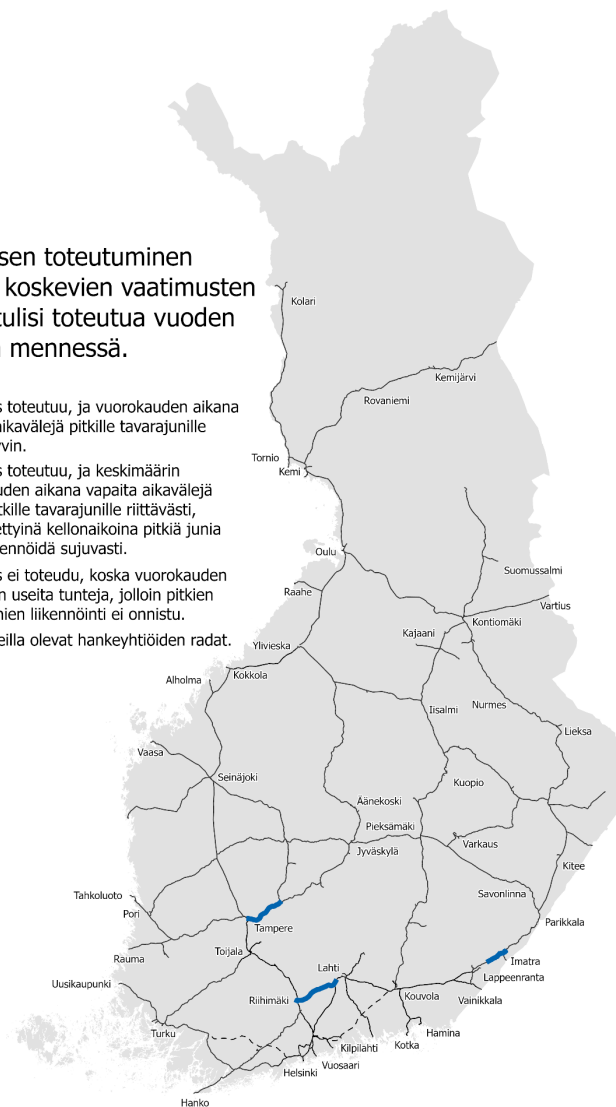 sen toteutuminen
koskevien vaatimusten
tulisi toteutua vuoden
mennessä.
s toteutuu, ja vuorokauden aikana
aikavälejä pitkille tavarajunille
vin.
s toteutuu, ja keskimäärin
uden aikana vapaita aikavälejä
tkille tavarajunille riittävästi,
ettyinä kellonaikoina pitkiä junia
ennöidä sujuvasti.
s ei toteudu, koska vuorokauden
n useita tunteja, jolloin pitkien
nien liikennöinti ei onnistu.
eilla olevat hankeyhtiöiden radat.
Kolari
Kemijärvi
Rovaniemi
Tornio
Kemi
Oulu
Suomussalmi
Raahe
Vartius
Kontiomäki
Kajaani
Ylivieska
Kokkola
Alholma
Iisalmi
Nurmes
Lieksa
Vaasa
Seinäjoki
Kuopio
Äänekoski
Pieksämäki
Varkaus
Jyväskylä
Kitee
Savonlinna
Tahkoluoto
Pori
Parikkala
Tampere
Toijala
Rauma
Lahti
Imatra
Lappeenranta
Uusikaupunki
Riihimäki
Kouvola
Vainikkala
Turku
Hamina
Kotka
Kilpilahti
Vuosaari
Helsinki
Hanko